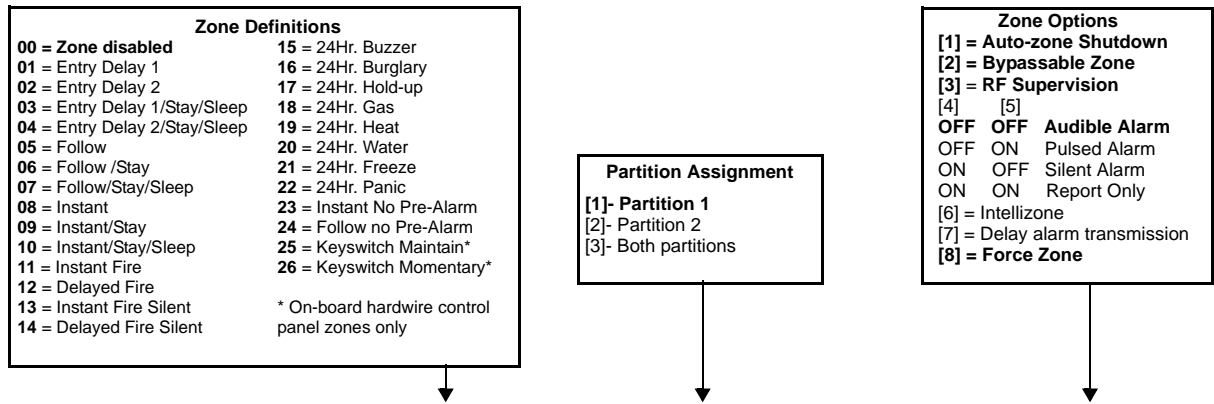 Zone Definitions
00 = Zone disabled
01 = Entry Delay 1
02 = Entry Delay 2
03 = Entry Delay 1/Stay/Sleep
04 = Entry Delay 2/Stay/Sleep
05 = Follow
06 = Follow /Stay
07 = Follow/Stay/Sleep
08 = Instant
09 = Instant/Stay
10 = Instant/Stay/Sleep
11 = Instant Fire
12 = Delayed Fire
13 = Instant Fire Silent
14 = Delayed Fire Silent
15 = 24Hr. Buzzer
16 = 24Hr. Burglary
17 = 24Hr. Hold-up
18 = 24Hr. Gas
19 = 24Hr. Heat
20 = 24Hr. Water
21 = 24Hr. Freeze
22 = 24Hr. Panic
23 = Instant No Pre-Alarm
24 = Follow no Pre-Alarm
25 = Keyswitch Maintain*
26 = Keyswitch Momentary*
* On-board hardwire control
panel zones only
Partition Assignment
[1]- Partition 1
[2]- Partition 2
[3]- Both partitions
Zone Options
[1] = Auto-zone Shutdown
[2] = Bypassable Zone
[3] = RF Supervision
[4] [5]
OFF OFF Audible Alarm
OFF ON Pulsed Alarm
ON OFF Silent Alarm
ON ON Report Only
[6] = Intellizone
[7] = Delay alarm transmission
[8] = Force Zone